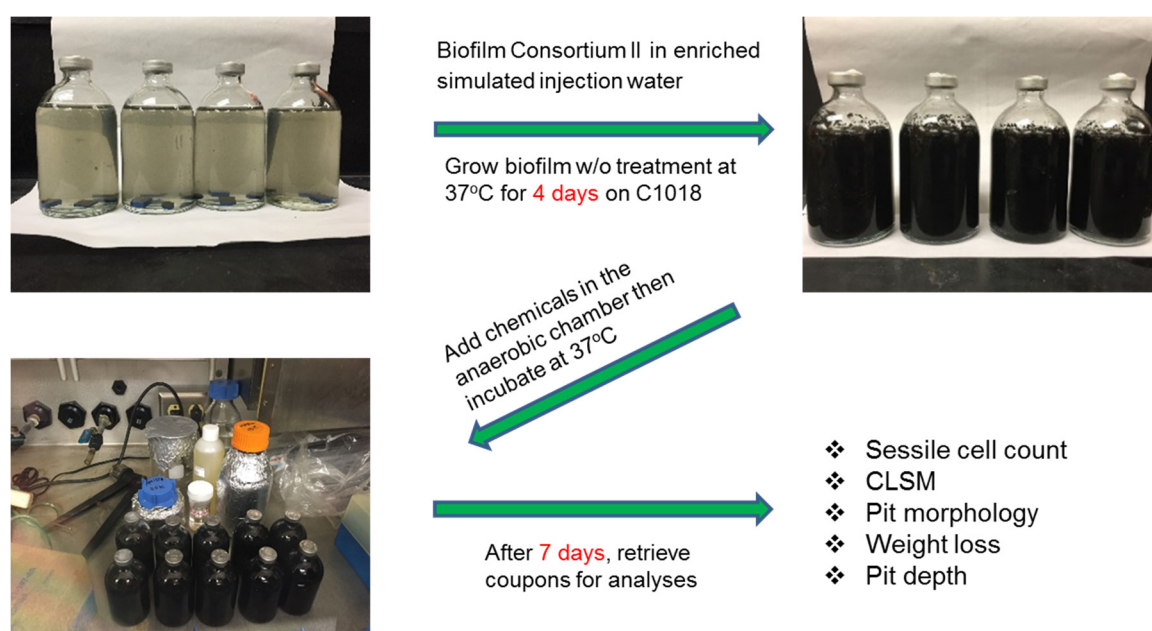 Biofilm Consortium II in enriched
simulated injection water
Grow biofilm w/o treatment at
37°C for 4 days on C1018
Add chemicals in the
anaerobic chamber then
incubate at 37°C
After 7 days, retrieve
coupons for analyses
❖ Sessile cell count
❖ CLSM
❖ Pit morphology
❖ Weight loss
❖ Pit depth